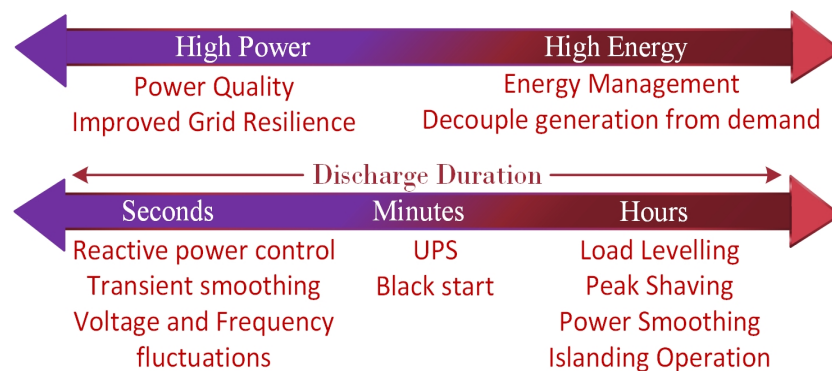 High Power High Energy
Power Quality Energy Management
Improved Grid Resilience Decouple generation from demand
Discharge Duration
Seconds Minutes Hours
Reactive power control UPS Load Levelling
Transient smoothing Black start Peak Shaving
Voltage and Frequency Power Smoothing
fluctuations Islanding Operation